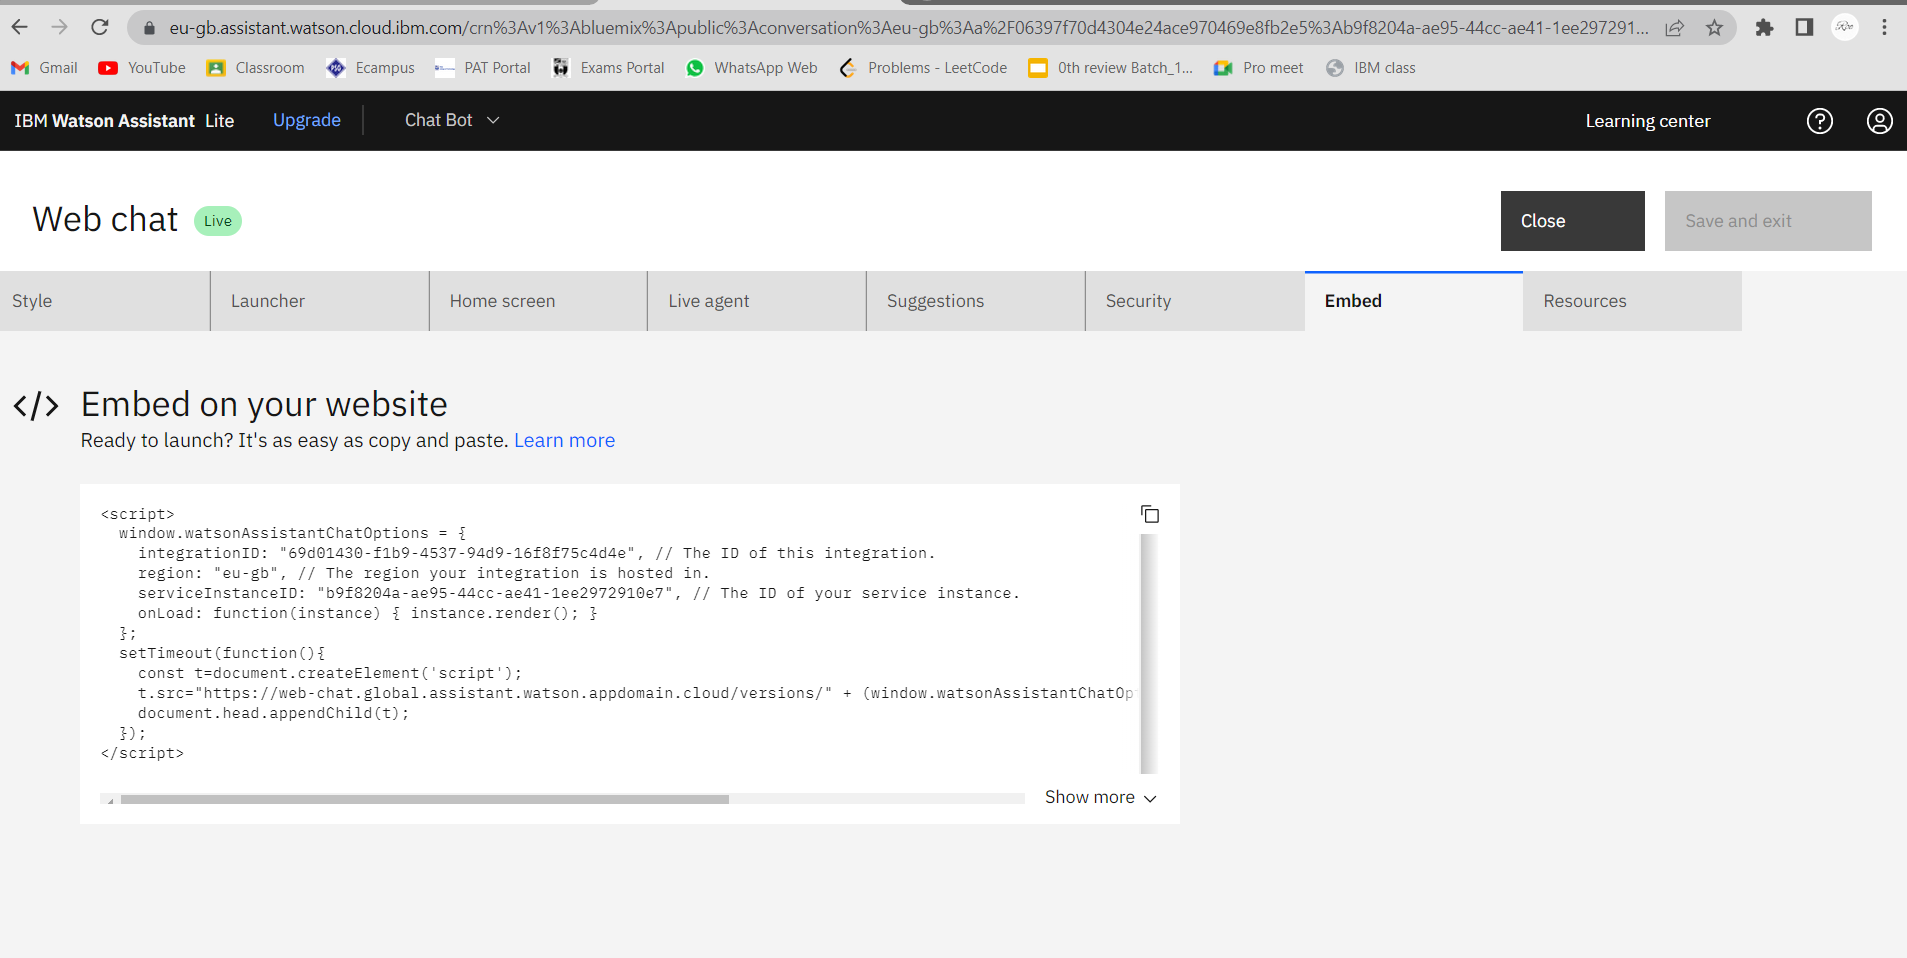 eu-gb.assistant.watson.cloud.ibm.com/crn%3Av1%3Abluemix%3Apublic%3Aconversation%3Aeu-gb%3Aa%2F06397f70d4304e24ace970469e8fb2e5%3Ab9f8204a-ae95-44cc-ae41-1ee297291...
Gmail YouTube Classroom Ecampus PAT Portal Exams Portal WhatsApp Web Problems - LeetCode 0th review Batch_1... Pro meet IBM class
IBM Watson Assistant Lite Upgrade Chat Bot Learning center
Web chat Live Close Save and exit
Style Launcher Home screen Live agent Suggestions Security Embed Resources
</> Embed on your website
Ready to launch? It's as easy as copy and paste. Learn more
<script>
window.watsonAssistantChatOptions = {
integrationID: "69d01430-f1b9-4537-94d9-16f8f75c4d4e", // The ID of this integration.
region: "eu-gb", // The region your integration is hosted in.
serviceInstanceID: "b9f8204a-ae95-44cc-ae41-1ee2972910e7", // The ID of your service instance.
onLoad: function(instance) { instance.render(); }
};
setTimeout(function(){
const t=document.createElement('script');
t.src="https://web-chat.global.assistant.watson.appdomain.cloud/versions/" + (window.watsonAssistantChatOp
document.head.appendChild(t);
});
</script>
Show more